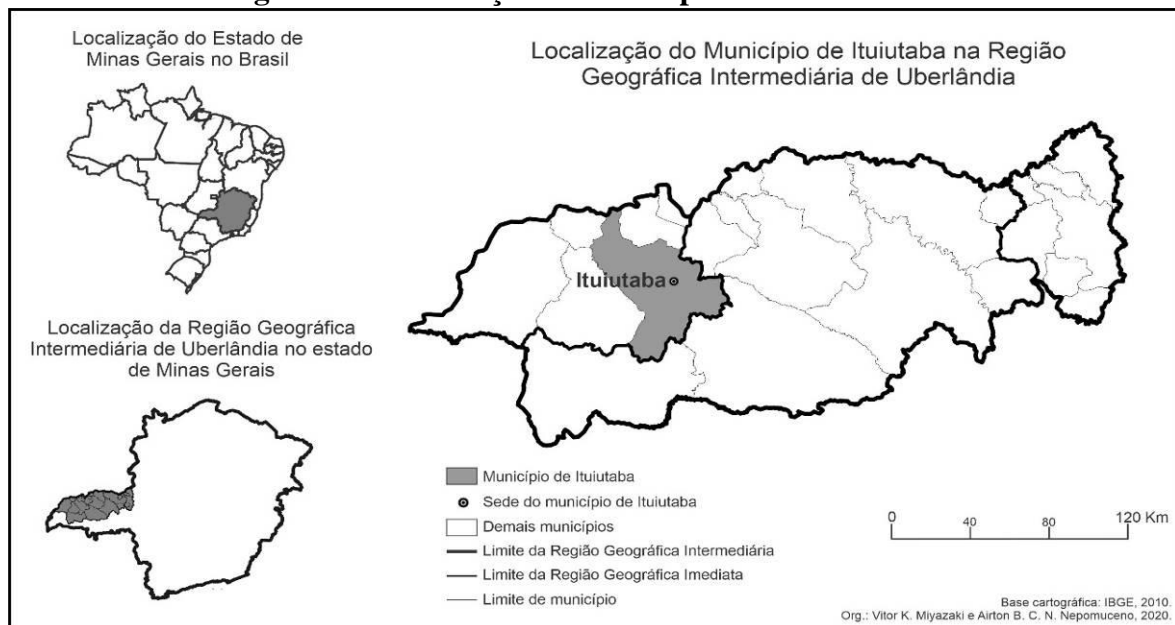 Localização do Estado de
Minas Gerais no Brasil
Localização do Município de Ituiutaba na Região
Geográfica Intermediária de Uberlândia
Ituiutaba
Localização da Região Geográfica
Intermediária de Uberlândia no estado
de Minas Gerais
Município de Ituiutaba
Sede do município de Ituiutaba
Demais municípios
Limite da Região Geográfica Intermediária
Limite da Região Geográfica Imediata
Limite de município
0 40 80 120 Km
Base cartográfica: IBGE, 2010.
Org.: Vitor K. Miyazaki e Airton B. C. N. Nepomuceno, 2020.